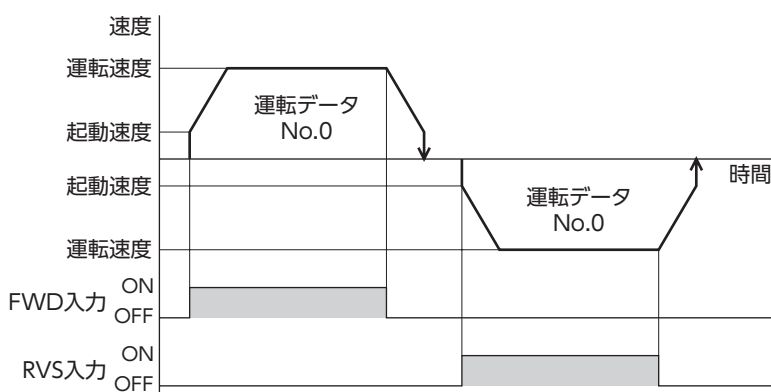 速度
運転速度
運転データ
No.0
起動速度
時間
起動速度
運転データ
No.0
運転速度
ON
FWD入力
OFF
ON
RVS入力
OFF